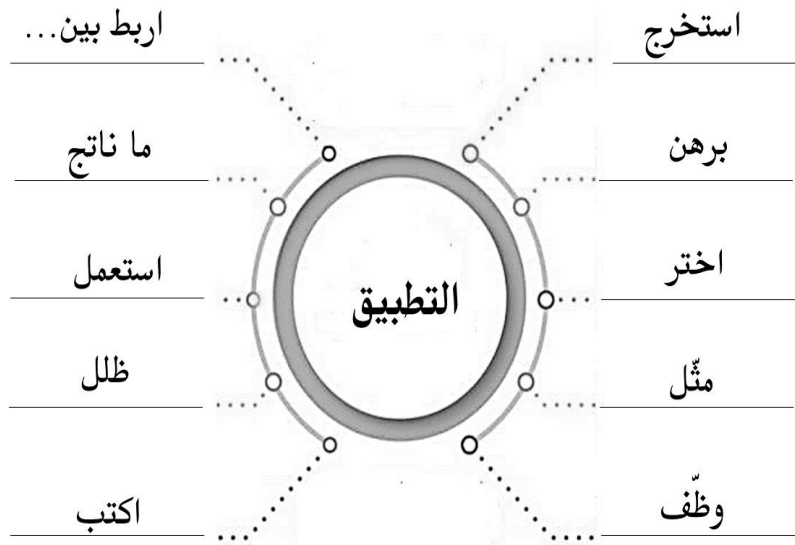 استخرج
برهن
اختر
مثّل
وظّف
التطبيق
اربط بين...
ما ناتج
استعمل
ظلل
اكتب